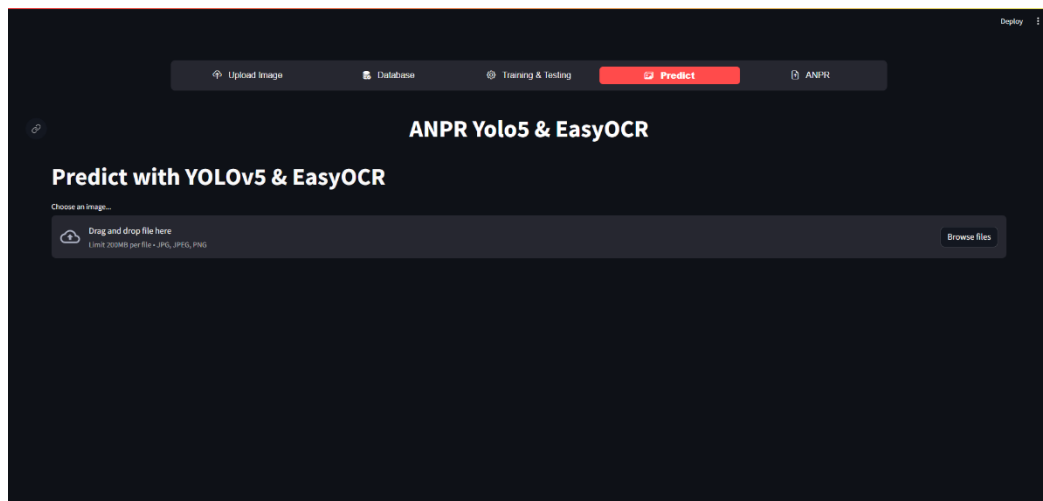 Deploy
Upload Image Database Training & Testing Predict ANPR
ANPR Yolo5 & EasyOCR
Predict with YOLOv5 & EasyOCR
Choose an image...
Drag and drop file here
Limit 200MB per file • JPG, JPEG, PNG
Browse files